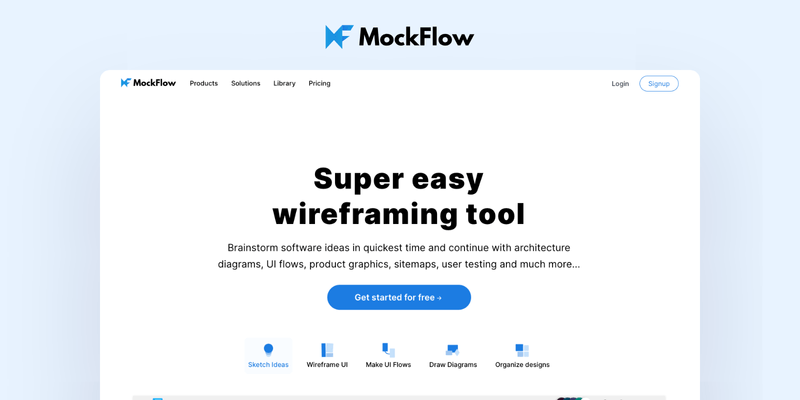 MockFlow
MockFlow Products Solutions Library Pricing Login Signup
Super easy
wireframing tool
Brainstorm software ideas in quickest time and continue with architecture
diagrams, UI flows, product graphics, sitemaps, user testing and much more...
Get started for free →
Sketch Ideas Wireframe UI Make UI Flows Draw Diagrams Organize designs